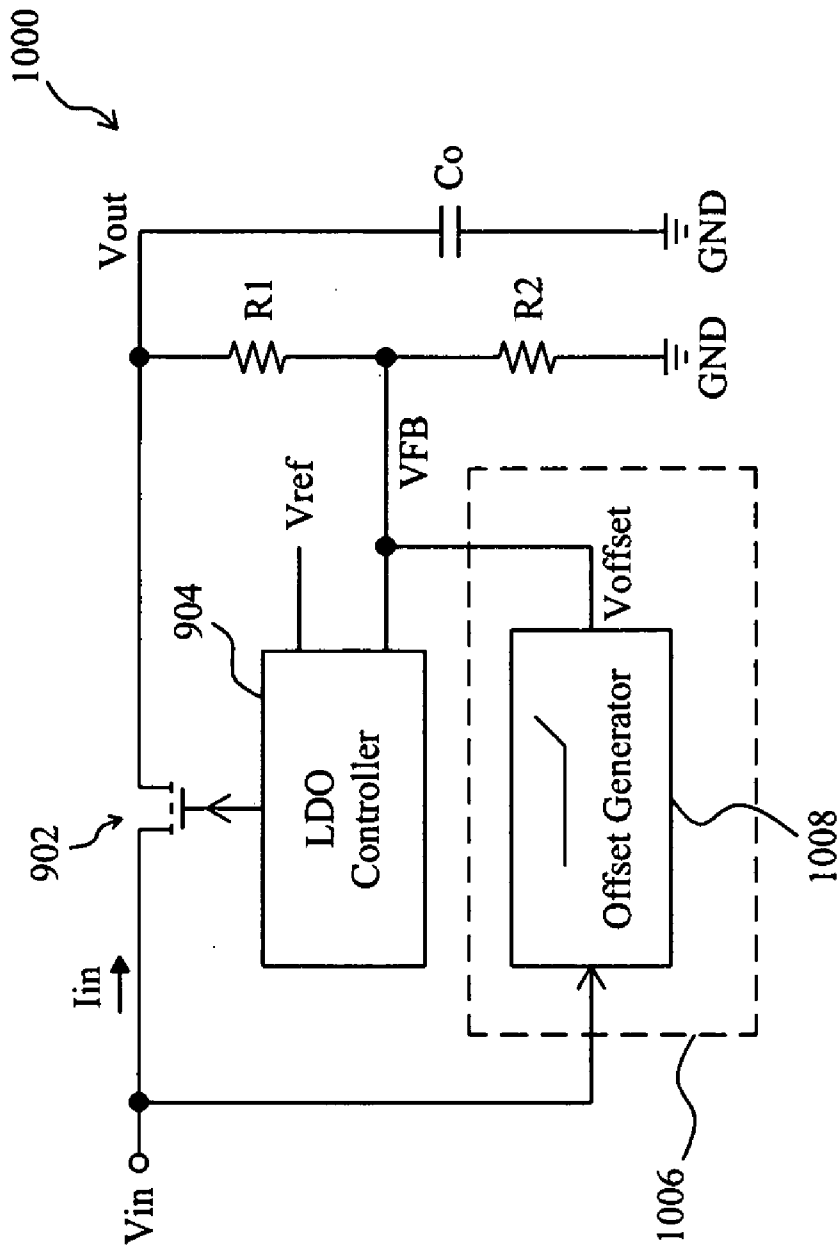 1000
Vin
Iin
902
Vout
904
LDO
Controller
Vref
VFB
R1
R2
Co
GND
GND
Voffset
Offset Generator
1006
1008